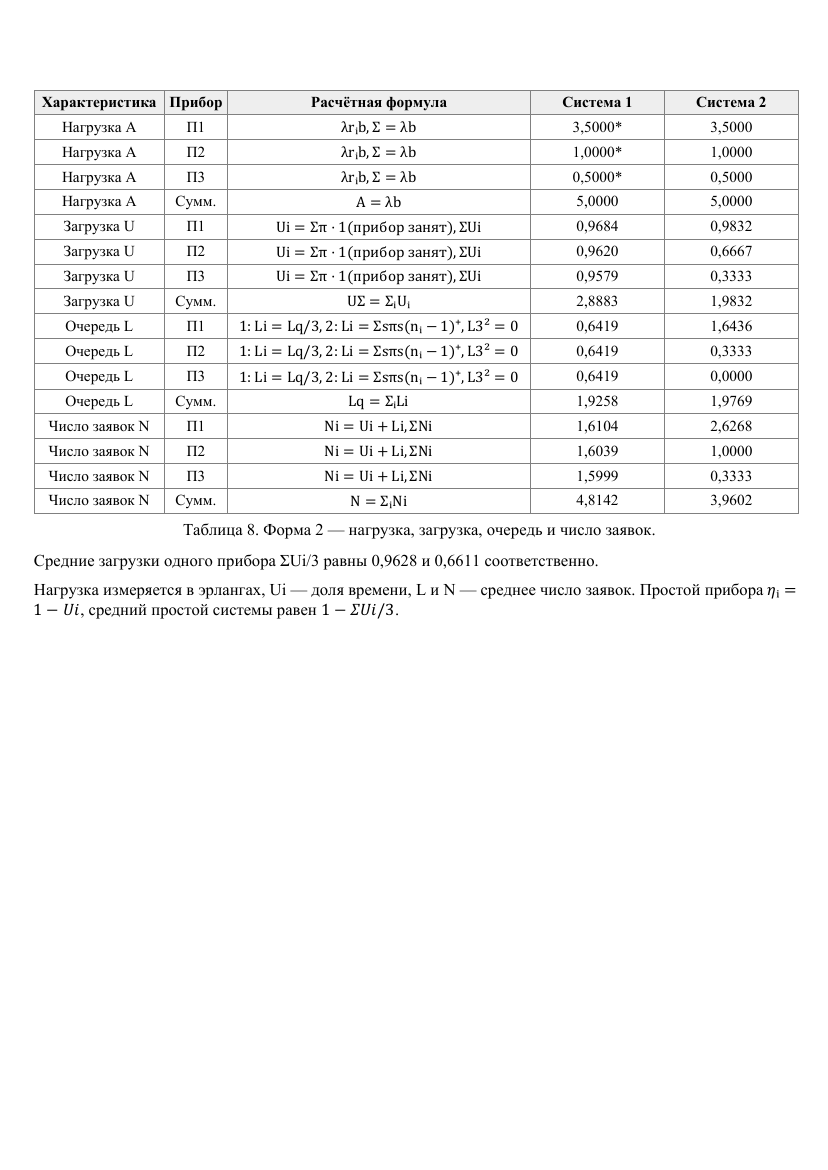 Характеристика Прибор Расчётная формула Система 1 Система 2
Нагрузка A П1 λrᵢb, Σ = λb 3,5000* 3,5000
Нагрузка A П2 λrᵢb, Σ = λb 1,0000* 1,0000
Нагрузка A П3 λrᵢb, Σ = λb 0,5000* 0,5000
Нагрузка A Сумм. A = λb 5,0000 5,0000
Загрузка U П1 Ui = Σπ · 1(прибор занят), ΣUi 0,9684 0,9832
Загрузка U П2 Ui = Σπ · 1(прибор занят), ΣUi 0,9620 0,6667
Загрузка U П3 Ui = Σπ · 1(прибор занят), ΣUi 0,9579 0,3333
Загрузка U Сумм. UΣ = ΣᵢUᵢ 2,8883 1,9832
Очередь L П1 1: Li = Lq/3, 2: Li = Σsπs(nᵢ − 1)⁺, L3² = 0 0,6419 1,6436
Очередь L П2 1: Li = Lq/3, 2: Li = Σsπs(nᵢ − 1)⁺, L3² = 0 0,6419 0,3333
Очередь L П3 1: Li = Lq/3, 2: Li = Σsπs(nᵢ − 1)⁺, L3² = 0 0,6419 0,0000
Очередь L Сумм. Lq = ΣᵢLi 1,9258 1,9769
Число заявок N П1 Ni = Ui + Li, ΣNi 1,6104 2,6268
Число заявок N П2 Ni = Ui + Li, ΣNi 1,6039 1,0000
Число заявок N П3 Ni = Ui + Li, ΣNi 1,5999 0,3333
Число заявок N Сумм. N = ΣᵢNi 4,8142 3,9602
Таблица 8. Форма 2 — нагрузка, загрузка, очередь и число заявок.
Средние загрузки одного прибора ΣUi/3 равны 0,9628 и 0,6611 соответственно.
Нагрузка измеряется в эрлангах, Ui — доля времени, L и N — среднее число заявок. Простой прибора ηᵢ =
1 − Ui, средний простой системы равен 1 − ΣUi/3.